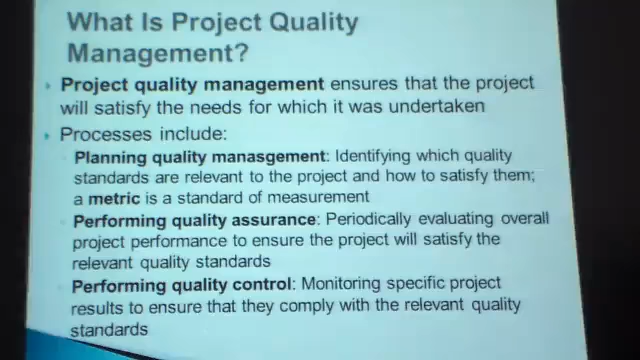 What Is Project Quality
Management?
Project quality management ensures that the project
will satisfy the needs for which it was undertaken
Processes include:
Planning quality manasgement: Identifying which quality
standards are relevant to the project and how to satisfy them;
a metric is a standard of measurement
Performing quality assurance: Periodically evaluating overall
project performance to ensure the project will satisfy the
relevant quality standards
Performing quality control: Monitoring specific project
results to ensure that they comply with the relevant quality
standards